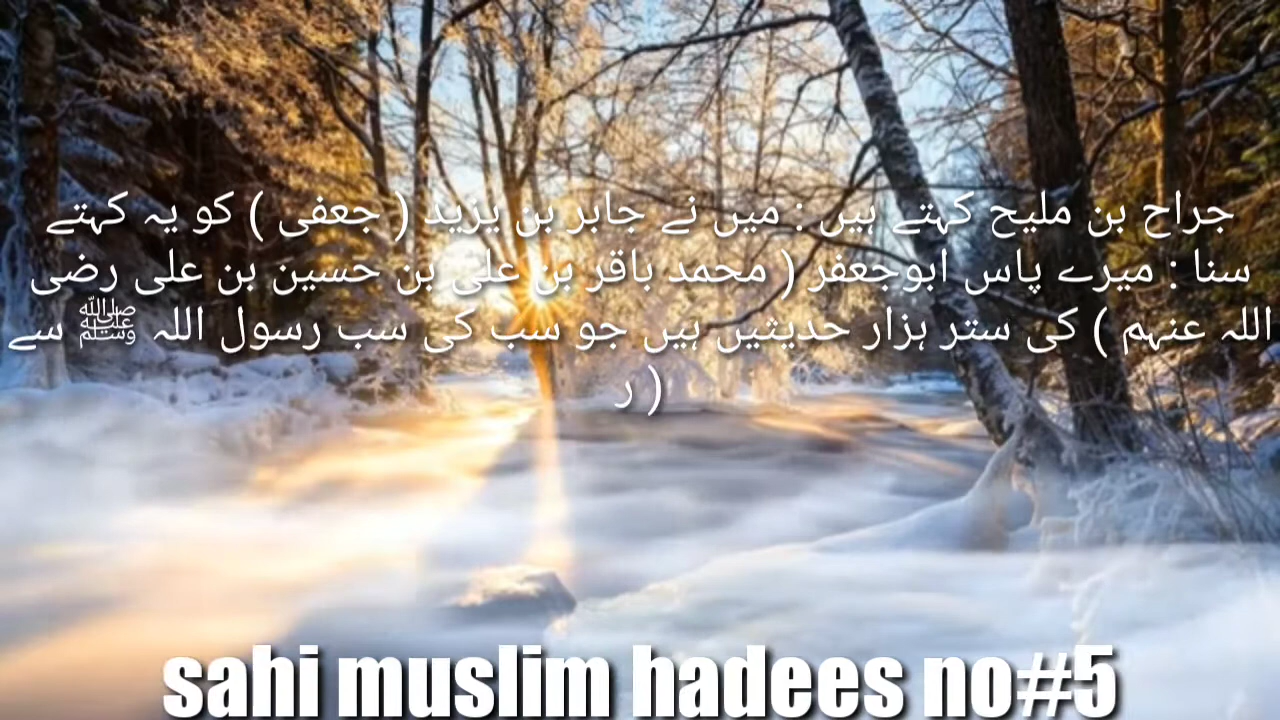 جراح بن ملیح کہتے ہیں : میں نے جابر بن یزید ( جعفی ) کو یہ کہتے
سنا : میرے پاس ابوجعفر ( محمد باقر بن علی بن حسین بن علی رضی
اللہ عنہم ) کی ستر ہزار حدیثیں ہیں جو سب کی سب رسول اللہ ﷺ سے
( ر
sahi muslim hadees no#5